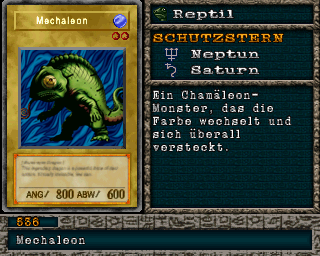 Mechaleon
ANG/ 800 ABW/ 600
Reptil
SCHUTZSTERN
Neptun
Saturn
Ein Chamäleon-
Monster, das die
Farbe wechselt und
sich überall
versteckt.
536
Mechaleon